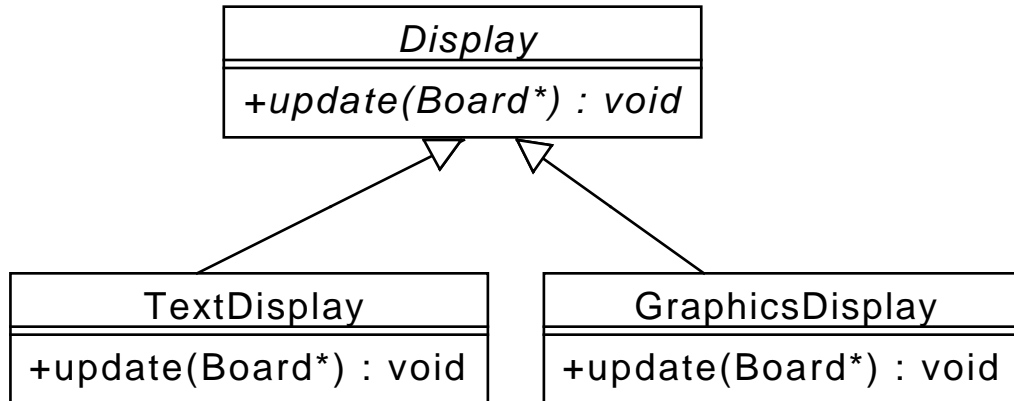 Display
+update(Board*) : void
TextDisplay
+update(Board*) : void
GraphicsDisplay
+update(Board*) : void